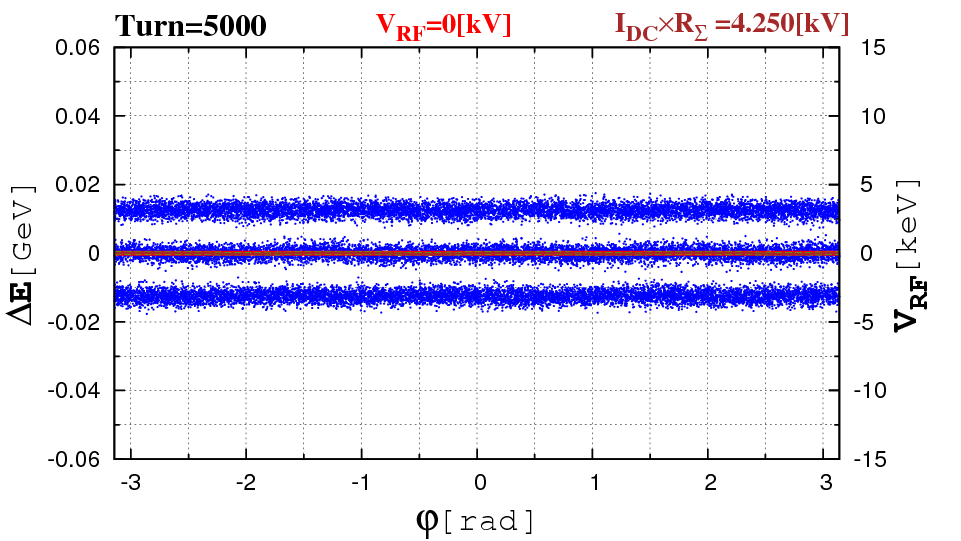 Turn=5000 V_RF=0[kV] I_DC×R_Σ =4.250[kV]
0.06 15
0.04 10
0.02 5
0 0
-0.02 -5
-0.04 -10
-0.06 -15
ΔE[GeV]
V_RF[keV]
-3 -2 -1 0 1 2 3
φ[rad]